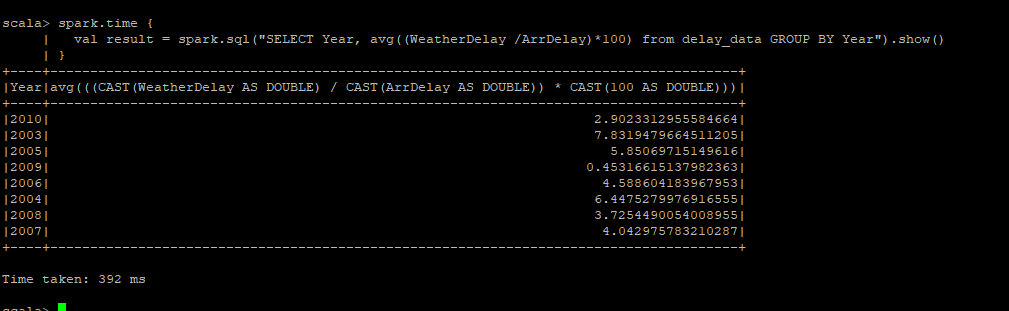 scala> spark.time {
     |   val result = spark.sql("SELECT Year, avg((WeatherDelay /ArrDelay)*100) from delay_data GROUP BY Year").show()
     | }
+----+--------------------------------------------------------------------------------------+
|Year|avg(((CAST(WeatherDelay AS DOUBLE) / CAST(ArrDelay AS DOUBLE)) * CAST(100 AS DOUBLE)))|
+----+--------------------------------------------------------------------------------------+
|2010|                                                                    2.9023312955584664|
|2003|                                                                    7.8319479664511205|
|2005|                                                                      5.85069715149616|
|2009|                                                                   0.45316615137982363|
|2006|                                                                     4.588604183967953|
|2004|                                                                    6.4475279976916555|
|2008|                                                                    3.7254490054008955|
|2007|                                                                     4.042975783210287|
+----+--------------------------------------------------------------------------------------+
Time taken: 392 ms
scala>